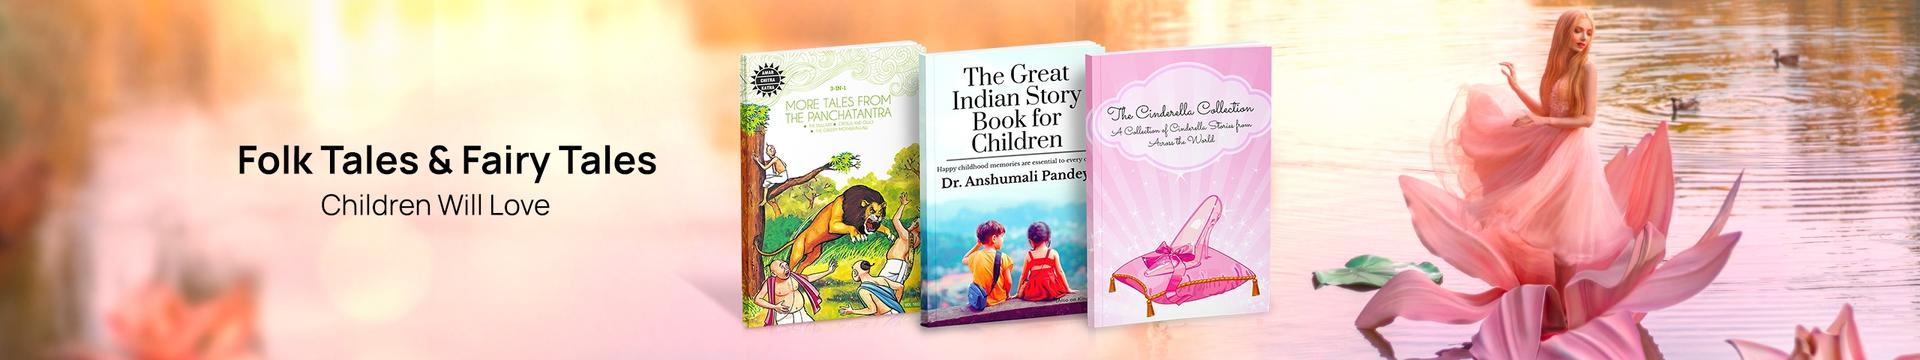 Folk Tales & Fairy Tales
Children Will Love
AMAR
CHITRA
KATHA
3-IN-1
MORE TALES FROM
THE PANCHATANTRA
The Great
Indian Story
Book for
Children
Happy childhood memories are essential to every
Dr. Anshumali Pandey
The Cinderella Collection
A Collection of Cinderella Stories from
Across the World